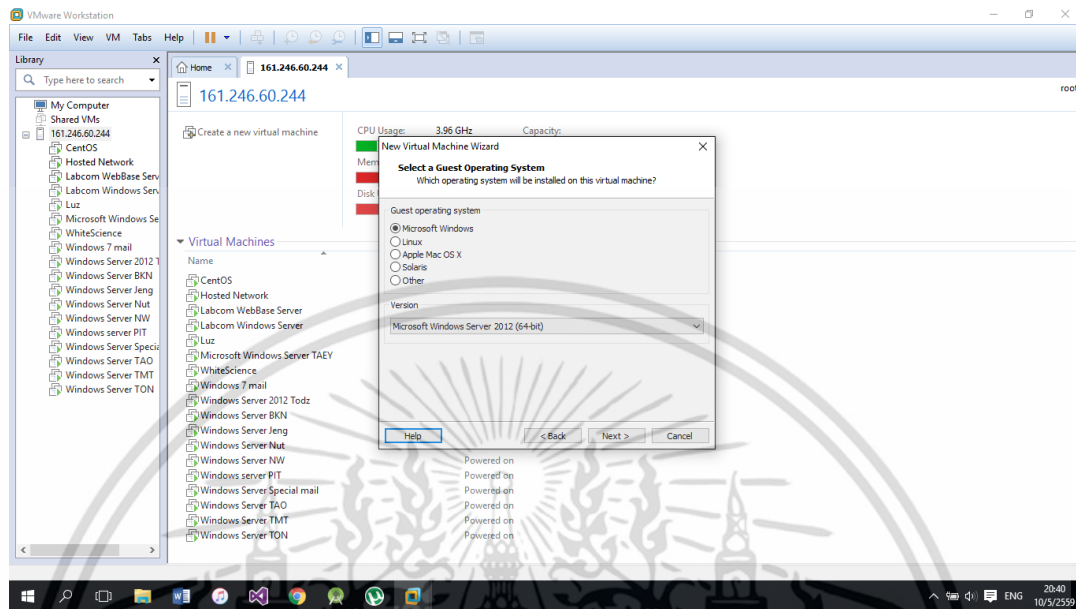 VMware Workstation
File Edit View VM Tabs Help
Library
Type here to search
My Computer
Shared VMs
161.246.60.244
CentOS
Hosted Network
Labcom WebBase Serv
Labcom Windows Serv
Luz
Microsoft Windows Se
WhiteScience
Windows 7 mail
Windows Server 2012 T
Windows Server BKN
Windows Server Jeng
Windows Server Nut
Windows Server NW
Windows server PIT
Windows Server Specia
Windows Server TAO
Windows Server TMT
Windows Server TON
Home
161.246.60.244
161.246.60.244
root
Create a new virtual machine
CPU Usage: 3.96 GHz Capacity:
Mem
Disk
Virtual Machines
Name
CentOS
Hosted Network
Labcom WebBase Server
Labcom Windows Server
Luz
Microsoft Windows Server TAEY
WhiteScience
Windows 7 mail
Windows Server 2012 Todz
Windows Server BKN
Windows Server Jeng
Windows Server Nut
Windows Server NW Powered on
Windows server PIT Powered on
Windows Server Special mail Powered on
Windows Server TAO Powered on
Windows Server TMT Powered on
Windows Server TON Powered on
New Virtual Machine Wizard
Select a Guest Operating System
Which operating system will be installed on this virtual machine?
Guest operating system
Microsoft Windows
Linux
Apple Mac OS X
Solaris
Other
Version
Microsoft Windows Server 2012 (64-bit)
Help < Back Next > Cancel
ENG
20:40
10/5/2559